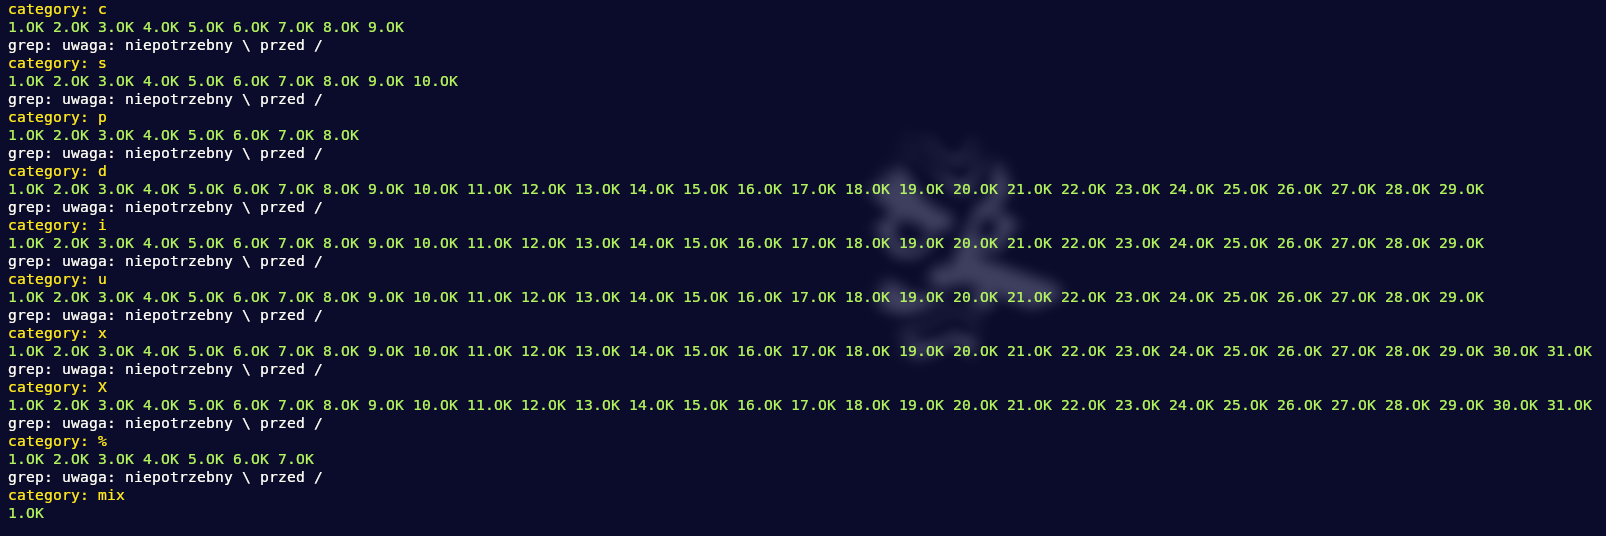 category: c
1.OK 2.OK 3.OK 4.OK 5.OK 6.OK 7.OK 8.OK 9.OK
grep: uwaga: niepotrzebny \ przed /
category: s
1.OK 2.OK 3.OK 4.OK 5.OK 6.OK 7.OK 8.OK 9.OK 10.OK
grep: uwaga: niepotrzebny \ przed /
category: p
1.OK 2.OK 3.OK 4.OK 5.OK 6.OK 7.OK 8.OK
grep: uwaga: niepotrzebny \ przed /
category: d
1.OK 2.OK 3.OK 4.OK 5.OK 6.OK 7.OK 8.OK 9.OK 10.OK 11.OK 12.OK 13.OK 14.OK 15.OK 16.OK 17.OK 18.OK 19.OK 20.OK 21.OK 22.OK 23.OK 24.OK 25.OK 26.OK 27.OK 28.OK 29.OK
grep: uwaga: niepotrzebny \ przed /
category: i
1.OK 2.OK 3.OK 4.OK 5.OK 6.OK 7.OK 8.OK 9.OK 10.OK 11.OK 12.OK 13.OK 14.OK 15.OK 16.OK 17.OK 18.OK 19.OK 20.OK 21.OK 22.OK 23.OK 24.OK 25.OK 26.OK 27.OK 28.OK 29.OK
grep: uwaga: niepotrzebny \ przed /
category: u
1.OK 2.OK 3.OK 4.OK 5.OK 6.OK 7.OK 8.OK 9.OK 10.OK 11.OK 12.OK 13.OK 14.OK 15.OK 16.OK 17.OK 18.OK 19.OK 20.OK 21.OK 22.OK 23.OK 24.OK 25.OK 26.OK 27.OK 28.OK 29.OK
grep: uwaga: niepotrzebny \ przed /
category: x
1.OK 2.OK 3.OK 4.OK 5.OK 6.OK 7.OK 8.OK 9.OK 10.OK 11.OK 12.OK 13.OK 14.OK 15.OK 16.OK 17.OK 18.OK 19.OK 20.OK 21.OK 22.OK 23.OK 24.OK 25.OK 26.OK 27.OK 28.OK 29.OK 30.OK 31.OK
grep: uwaga: niepotrzebny \ przed /
category: X
1.OK 2.OK 3.OK 4.OK 5.OK 6.OK 7.OK 8.OK 9.OK 10.OK 11.OK 12.OK 13.OK 14.OK 15.OK 16.OK 17.OK 18.OK 19.OK 20.OK 21.OK 22.OK 23.OK 24.OK 25.OK 26.OK 27.OK 28.OK 29.OK 30.OK 31.OK
grep: uwaga: niepotrzebny \ przed /
category: %
1.OK 2.OK 3.OK 4.OK 5.OK 6.OK 7.OK
grep: uwaga: niepotrzebny \ przed /
category: mix
1.OK